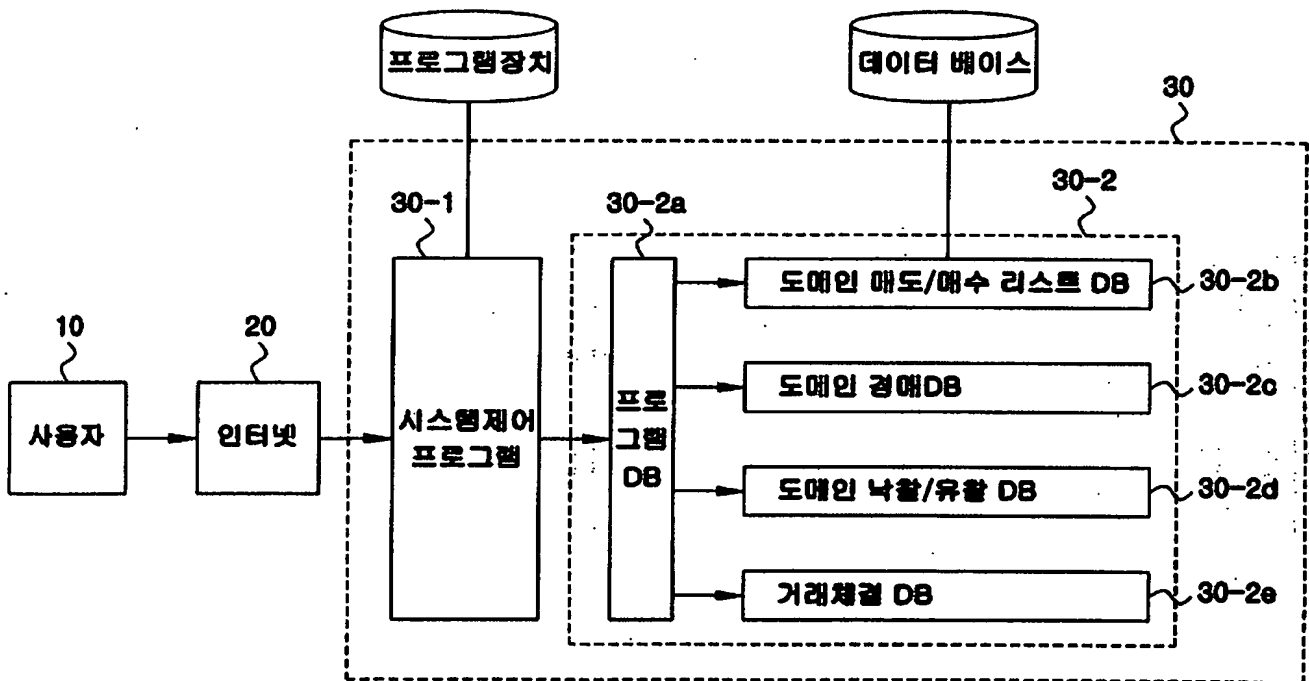 프로그램장치
데이터 베이스
30
30-2
30-1
30-2a
도메인 매도/매수 리스트 DB
30-2b
10
20
도메인 경매DB
30-2c
사용자
인터넷
시스템제어
프로그램
프로
그램
DB
도메인 낙찰/유찰 DB
30-2d
거래체결 DB
30-2e